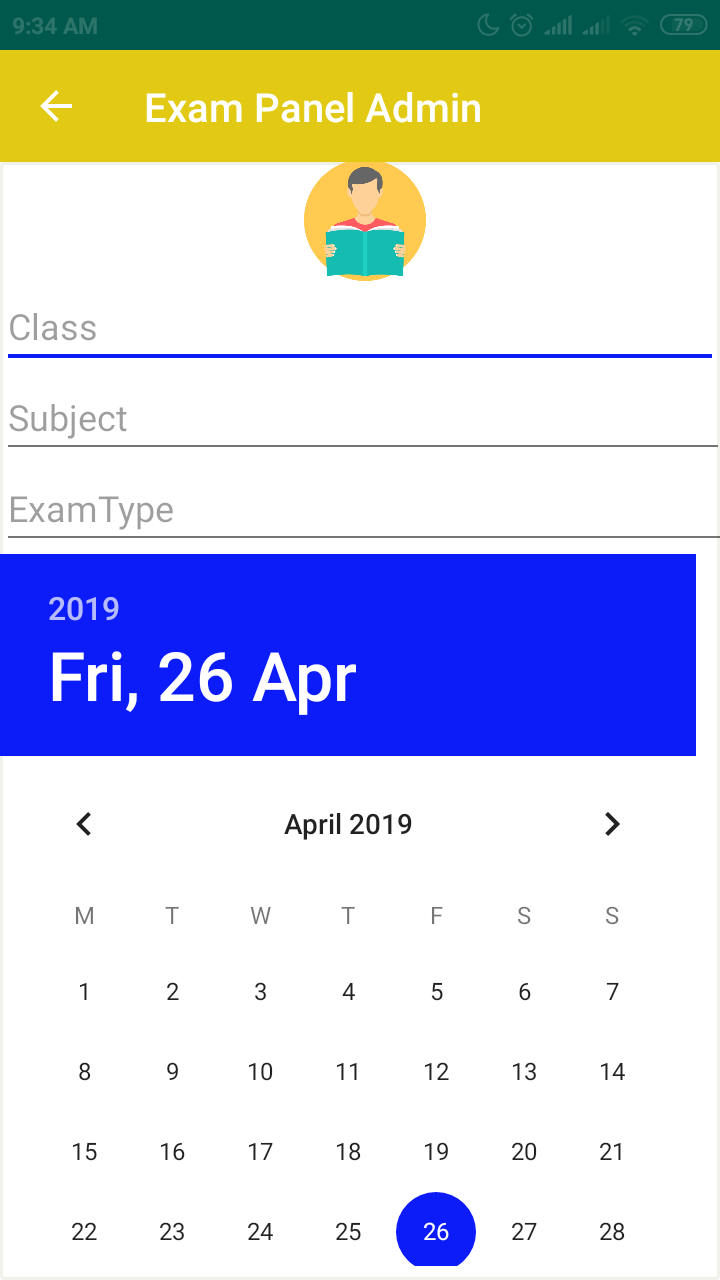 9:34 AM 79
Exam Panel Admin
Class
Subject
ExamType
2019
Fri, 26 Apr
April 2019
M T W T F S S
1 2 3 4 5 6 7
8 9 10 11 12 13 14
15 16 17 18 19 20 21
22 23 24 25 26 27 28